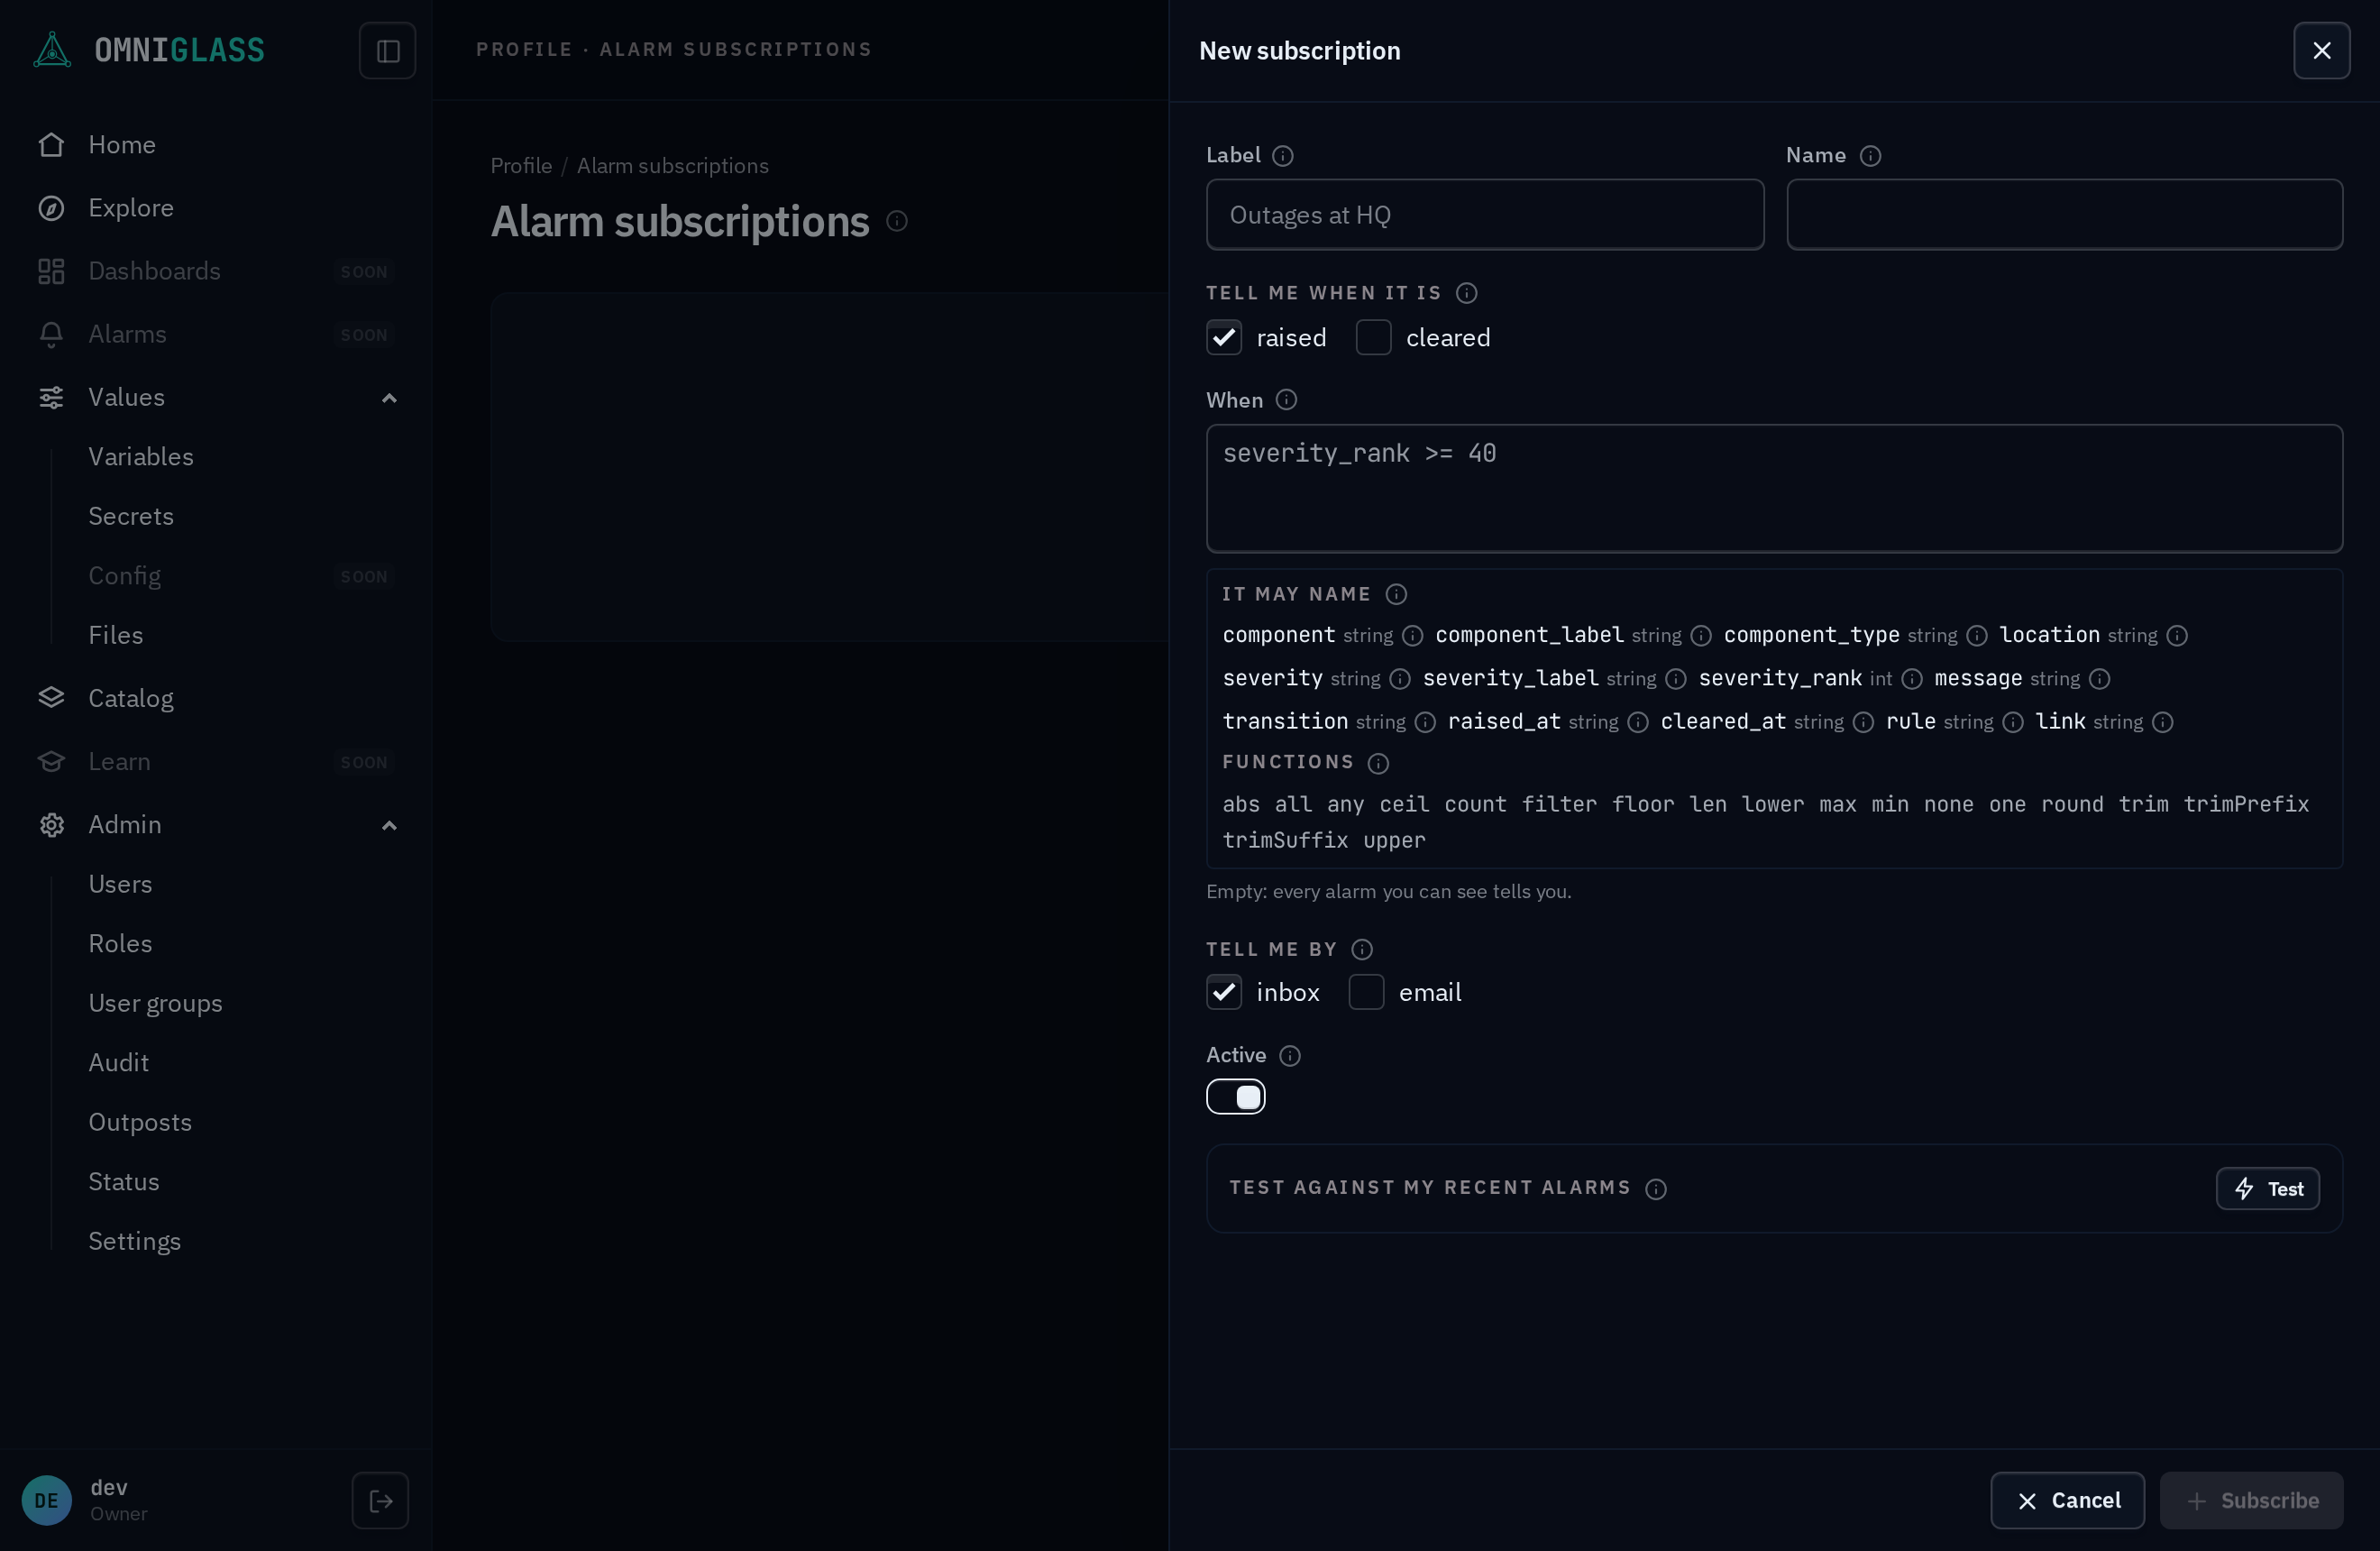 OMNIGLASS
Home
Explore
Dashboards SOON
Alarms SOON
Values
Variables
Secrets
Config SOON
Files
Catalog
Learn SOON
Admin
Users
Roles
User groups
Audit
Outposts
Status
Settings
DE dev
Owner
PROFILE · ALARM SUBSCRIPTIONS
Profile / Alarm subscriptions
Alarm subscriptions
New subscription
Label Name
Outages at HQ
TELL ME WHEN IT IS
raised cleared
When
severity_rank >= 40
IT MAY NAME
component string component_label string component_type string location string
severity string severity_label string severity_rank int message string
transition string raised_at string cleared_at string rule string link string
FUNCTIONS
abs all any ceil count filter floor len lower max min none one round trim trimPrefix
trimSuffix upper
Empty: every alarm you can see tells you.
TELL ME BY
inbox email
Active
TEST AGAINST MY RECENT ALARMS Test
Cancel Subscribe